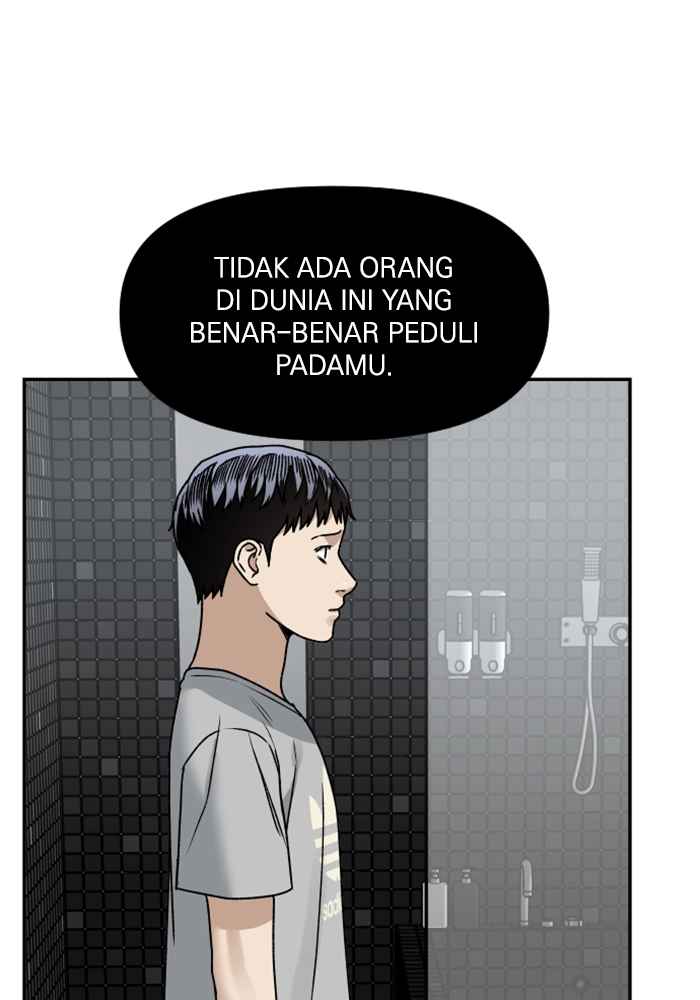 TIDAK ADA ORANG
DI DUNIA INI YANG
BENAR-BENAR PEDULI
PADAMU.